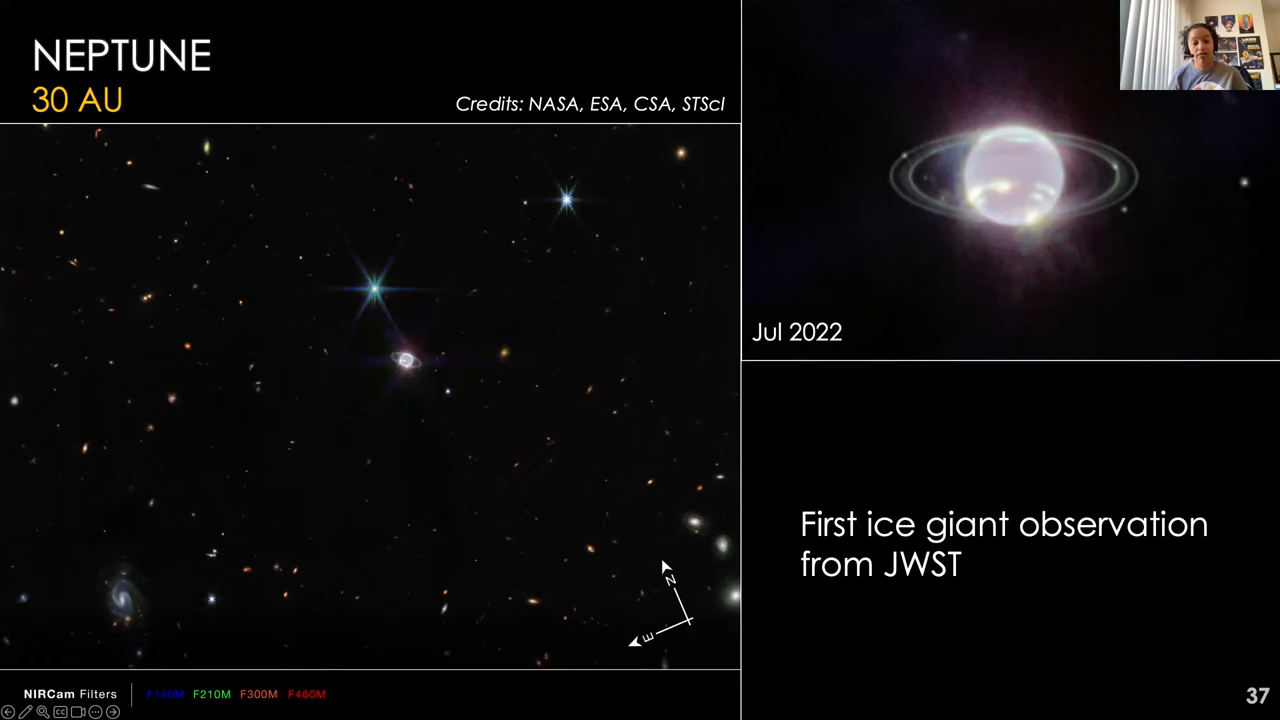 NEPTUNE
30 AU
Credits: NASA, ESA, CSA, STScI
Jul 2022
First ice giant observation
from JWST
N
E
NIRCam Filters F140M F210M F300M F460M
37